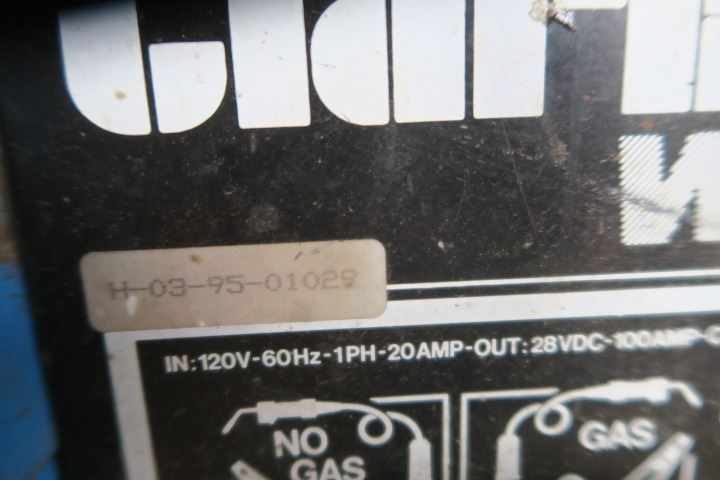 H-03-95-01029
IN:120V-60Hz-1PH-20AMP-OUT:28VDC-100AMP-
NO
GAS
GAS